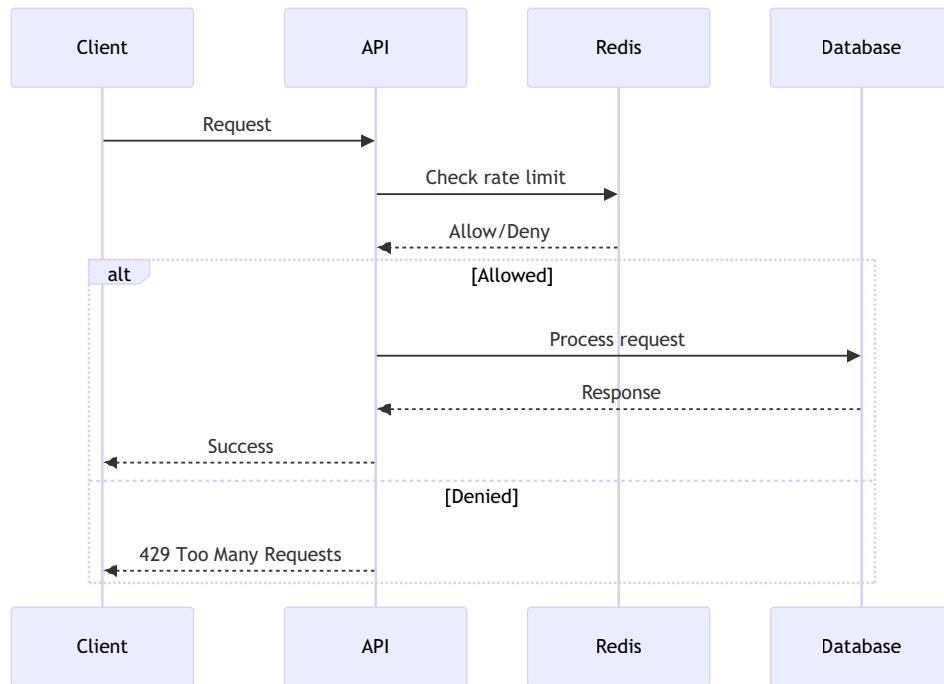 Client API Redis Database
Request
Check rate limit
Allow/Deny
alt [Allowed]
Process request
Response
Success
[Denied]
429 Too Many Requests
Client API Redis Database